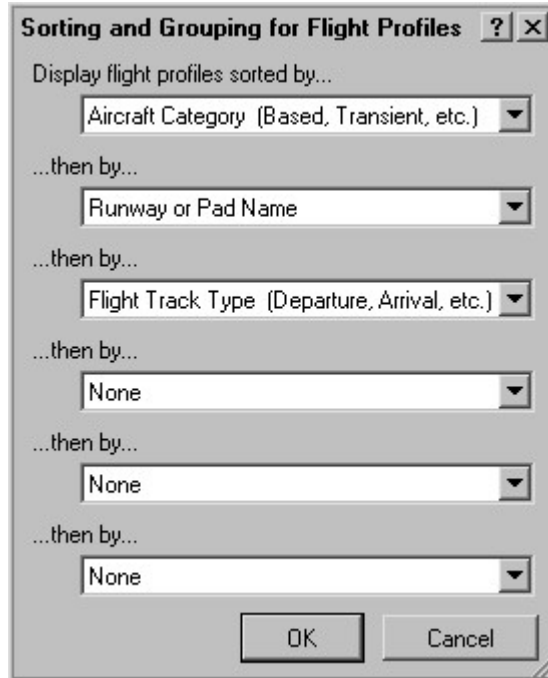 Sorting and Grouping for Flight Profiles ? X
Display flight profiles sorted by...
Aircraft Category (Based, Transient, etc.)
...then by...
Runway or Pad Name
...then by...
Flight Track Type (Departure, Arrival, etc.)
...then by...
None
...then by...
None
...then by...
None
OK Cancel